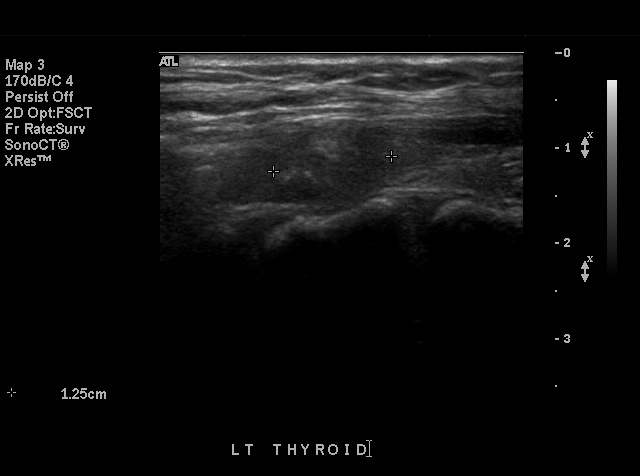 Map 3
170dB/C 4
Persist Off
2D Opt:FSCT
Fr Rate:Surv
SonoCT®
XRes™
ATL
0
1
x
2
x
3
1.25cm
LT THYROID